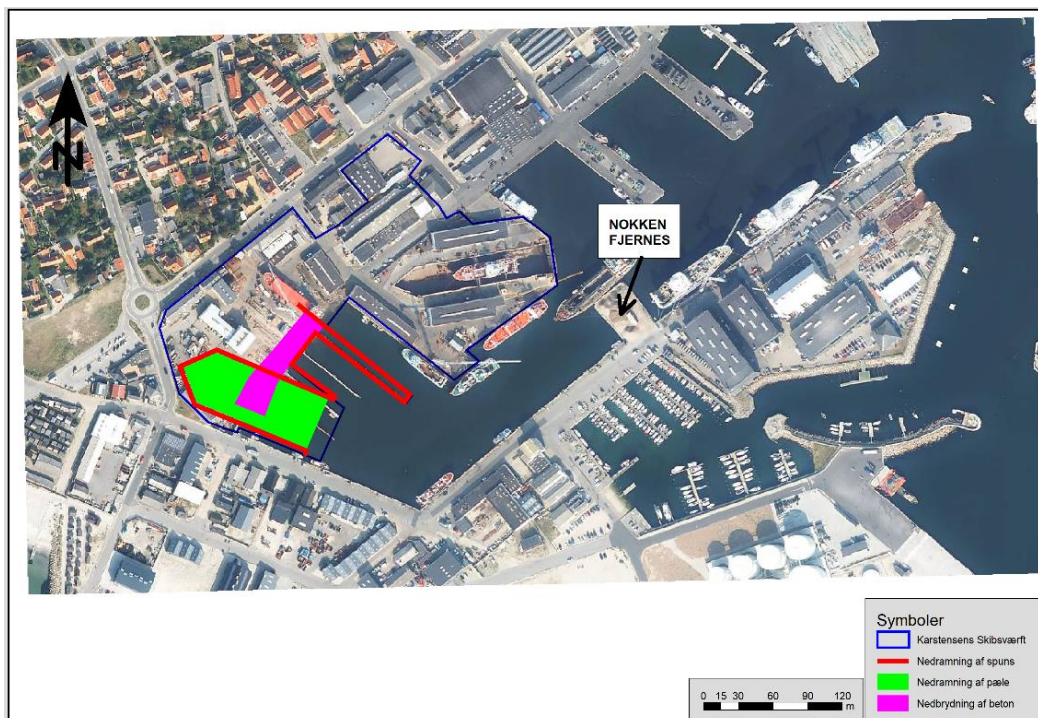 N
NOKKEN
FJERNES
Symboler
Karstensens Skibsværft
Nedramning af spuns
Nedramning af pæle
Nedbrydning af beton
0 15 30 60 90 120
m